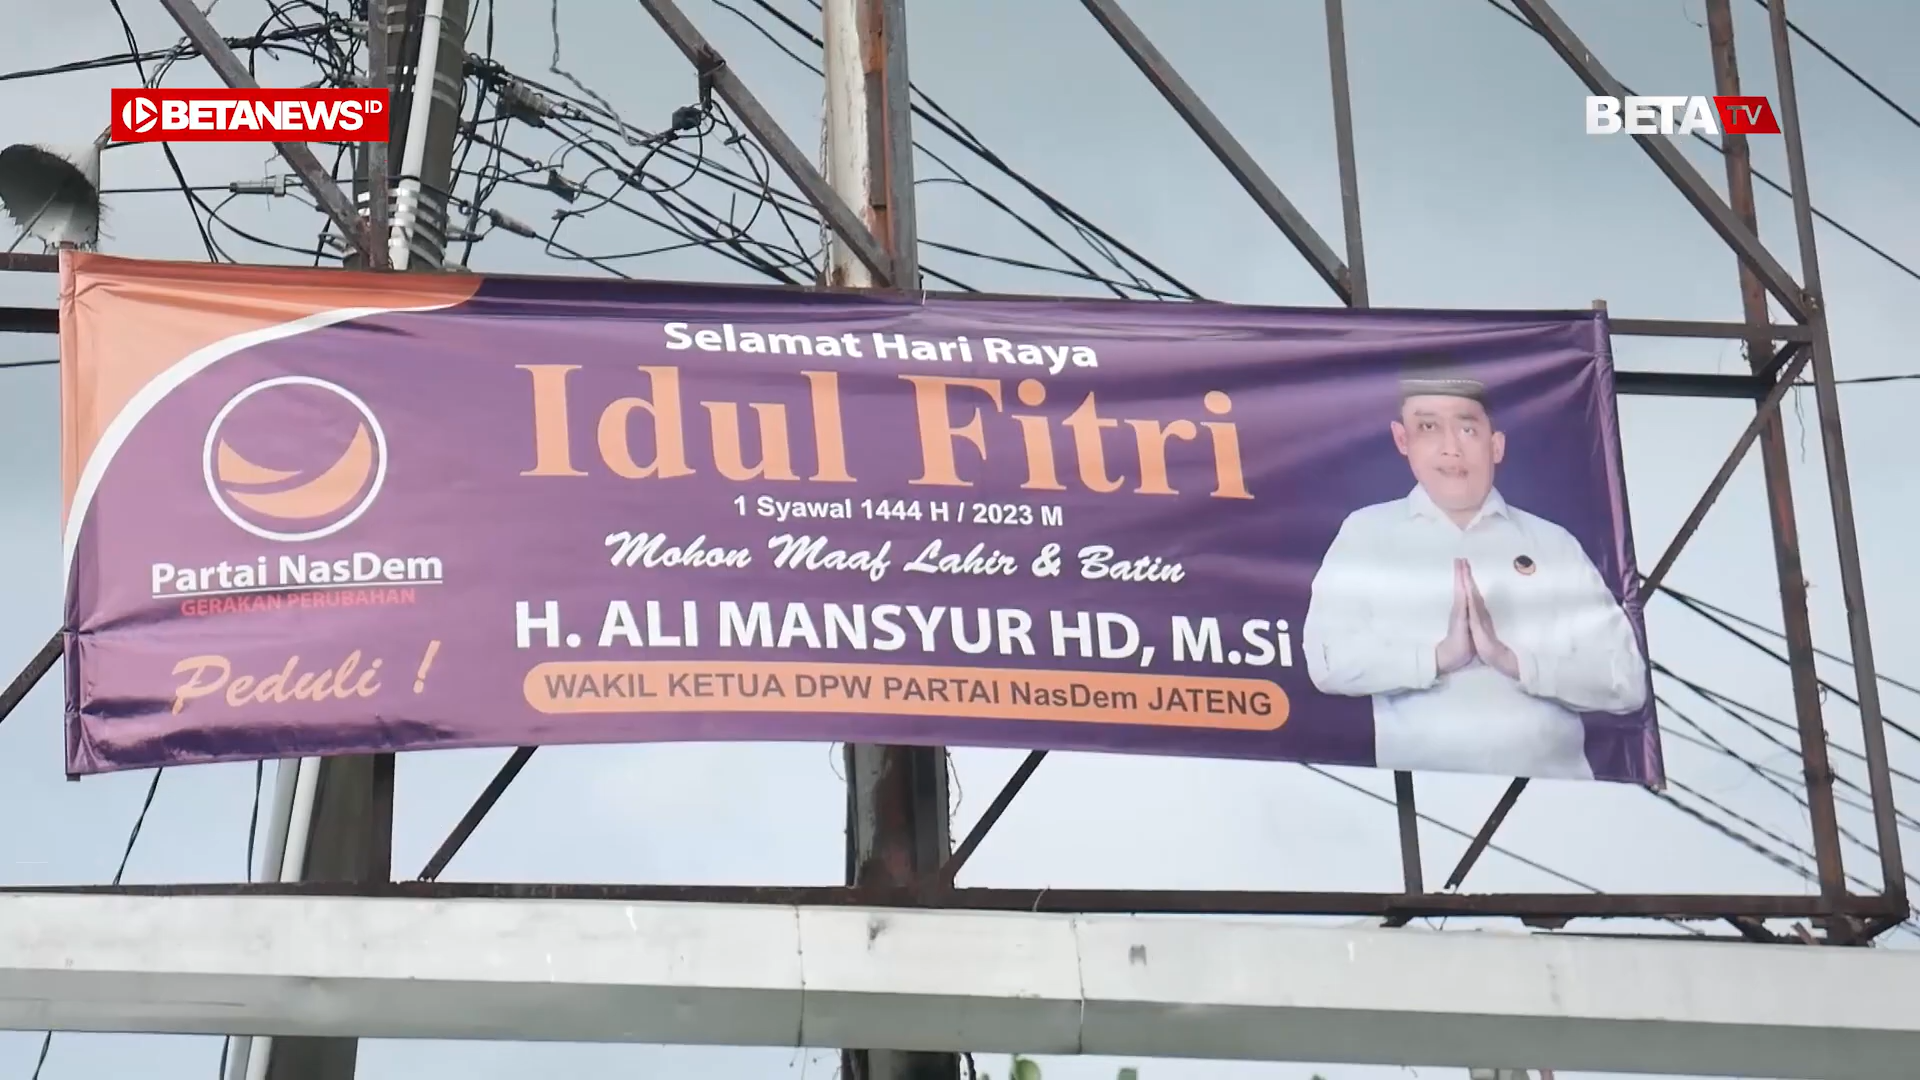 BETANEWS ID
BETA TV
Selamat Hari Raya
Idul Fitri
1 Syawal 1444 H / 2023 M
Mohon Maaf Lahir & Batin
H. ALI MANSYUR HD, M.Si
WAKIL KETUA DPW PARTAI NasDem JATENG
Partai NasDem
GERAKAN PERUBAHAN
Peduli !